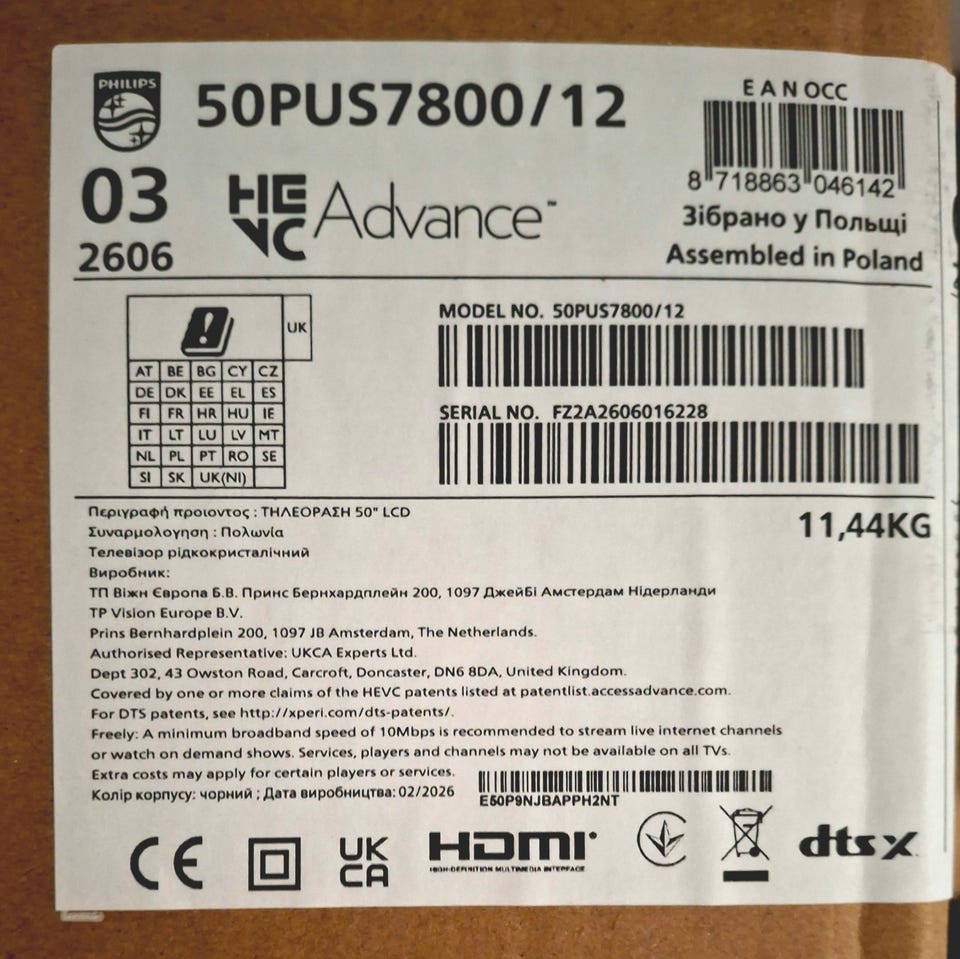 PHILIPS
50PUS7800/12
EAN OCC
8 718863 046142
03
2606
HEVC Advance™
Зібрано у Польщі
Assembled in Poland
UK
AT BE BG CY CZ
DE DK EE EL ES
FI FR HR HU IE
IT LT LU LV MT
NL PL PT RO SE
SI SK UK(NI)
MODEL NO. 50PUS7800/12
SERIAL NO. FZ2A2606016228
11,44KG
Περιγραφή προιοντος : ΤΗΛΕΟΡΑΣΗ 50" LCD
Συναρμολογηση : Πολωνία
Телевізор рідкокристалічний
Виробник:
ТП Віжн Європа Б.В. Принс Бернхардплейн 200, 1097 ДжейБі Амстердам Нідерланди
TP Vision Europe B.V.
Prins Bernhardplein 200, 1097 JB Amsterdam, The Netherlands.
Authorised Representative: UKCA Experts Ltd.
Dept 302, 43 Owston Road, Carcroft, Doncaster, DN6 8DA, United Kingdom.
Covered by one or more claims of the HEVC patents listed at patentlist.accessadvance.com.
For DTS patents, see http://xperi.com/dts-patents/.
Freely: A minimum broadband speed of 10Mbps is recommended to stream live internet channels
or watch on demand shows. Services, players and channels may not be available on all TVs.
Extra costs may apply for certain players or services.
Колір корпусу: чорний ; Дата виробництва: 02/2026
E50P9NJBAPPH2NT
CE
UK
CA
HDMI
HIGH-DEFINITION MULTIMEDIA INTERFACE
dts X